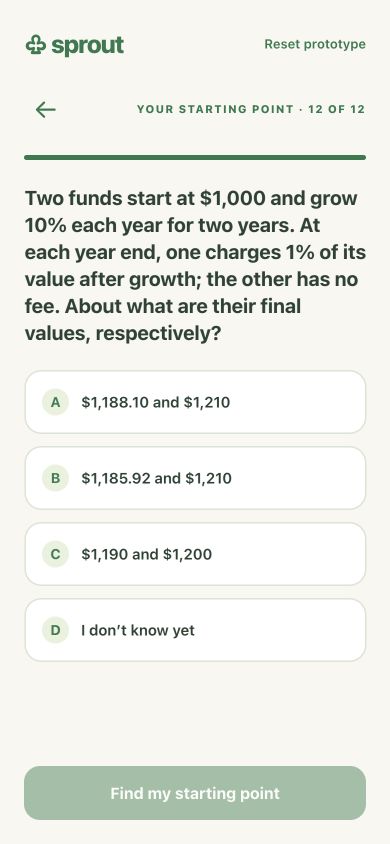 sprout
Reset prototype
YOUR STARTING POINT · 12 OF 12
Two funds start at $1,000 and grow
10% each year for two years. At
each year end, one charges 1% of its
value after growth; the other has no
fee. About what are their final
values, respectively?
A $1,188.10 and $1,210
B $1,185.92 and $1,210
C $1,190 and $1,200
D I don’t know yet
Find my starting point